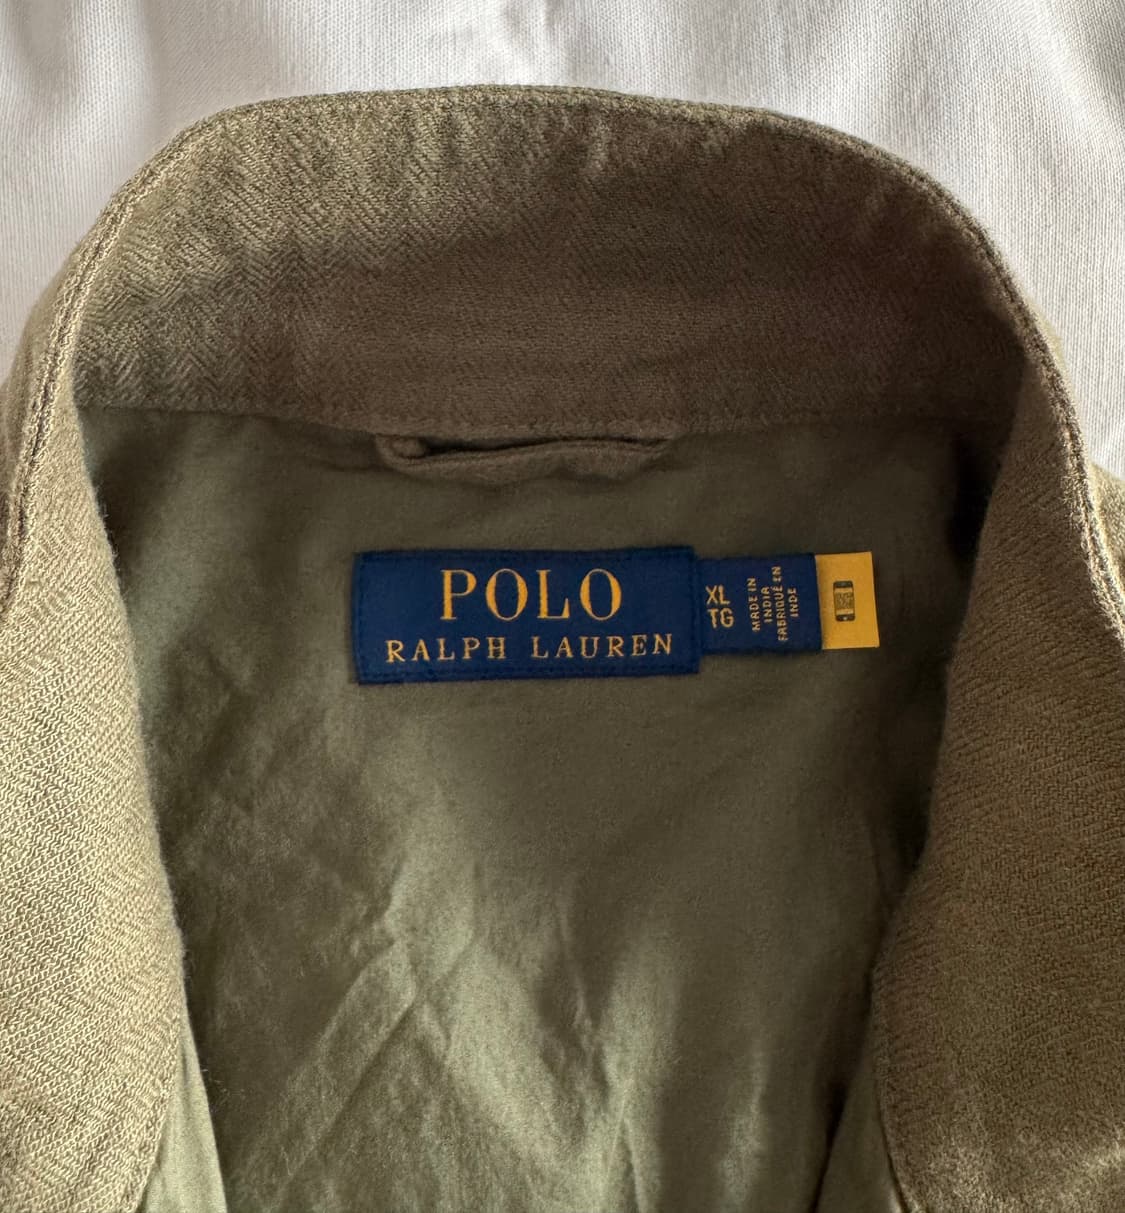 POLO
RALPH LAUREN
XL
TG
MADE IN
INDIA
FABRIQUÉ EN
INDE